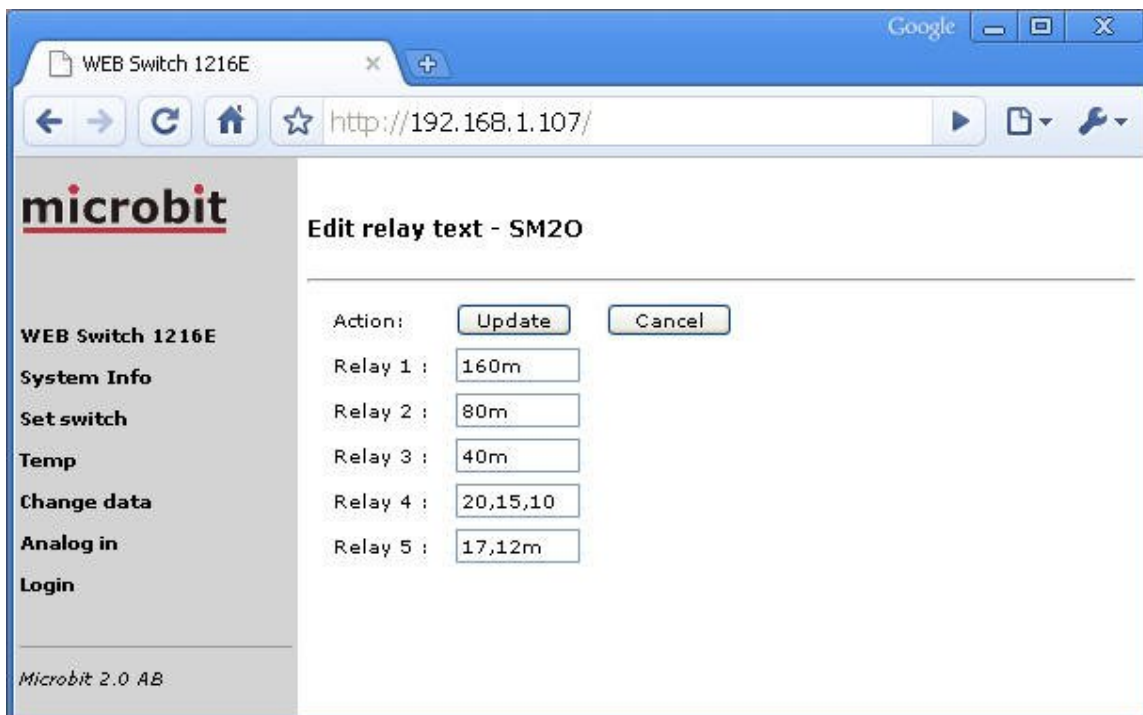 Google
WEB Switch 1216E
http://192.168.1.107/
microbit
Edit relay text - SM2O
Action: Update Cancel
Relay 1 : 160m
Relay 2 : 80m
Relay 3 : 40m
Relay 4 : 20,15,10
Relay 5 : 17,12m
WEB Switch 1216E
System Info
Set switch
Temp
Change data
Analog in
Login
Microbit 2.0 AB